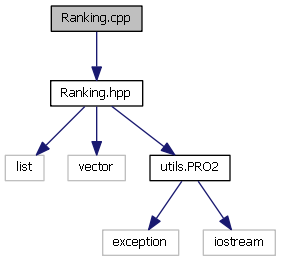 Ranking.cpp
Ranking.hpp
list
vector
utils.PRO2
exception
iostream